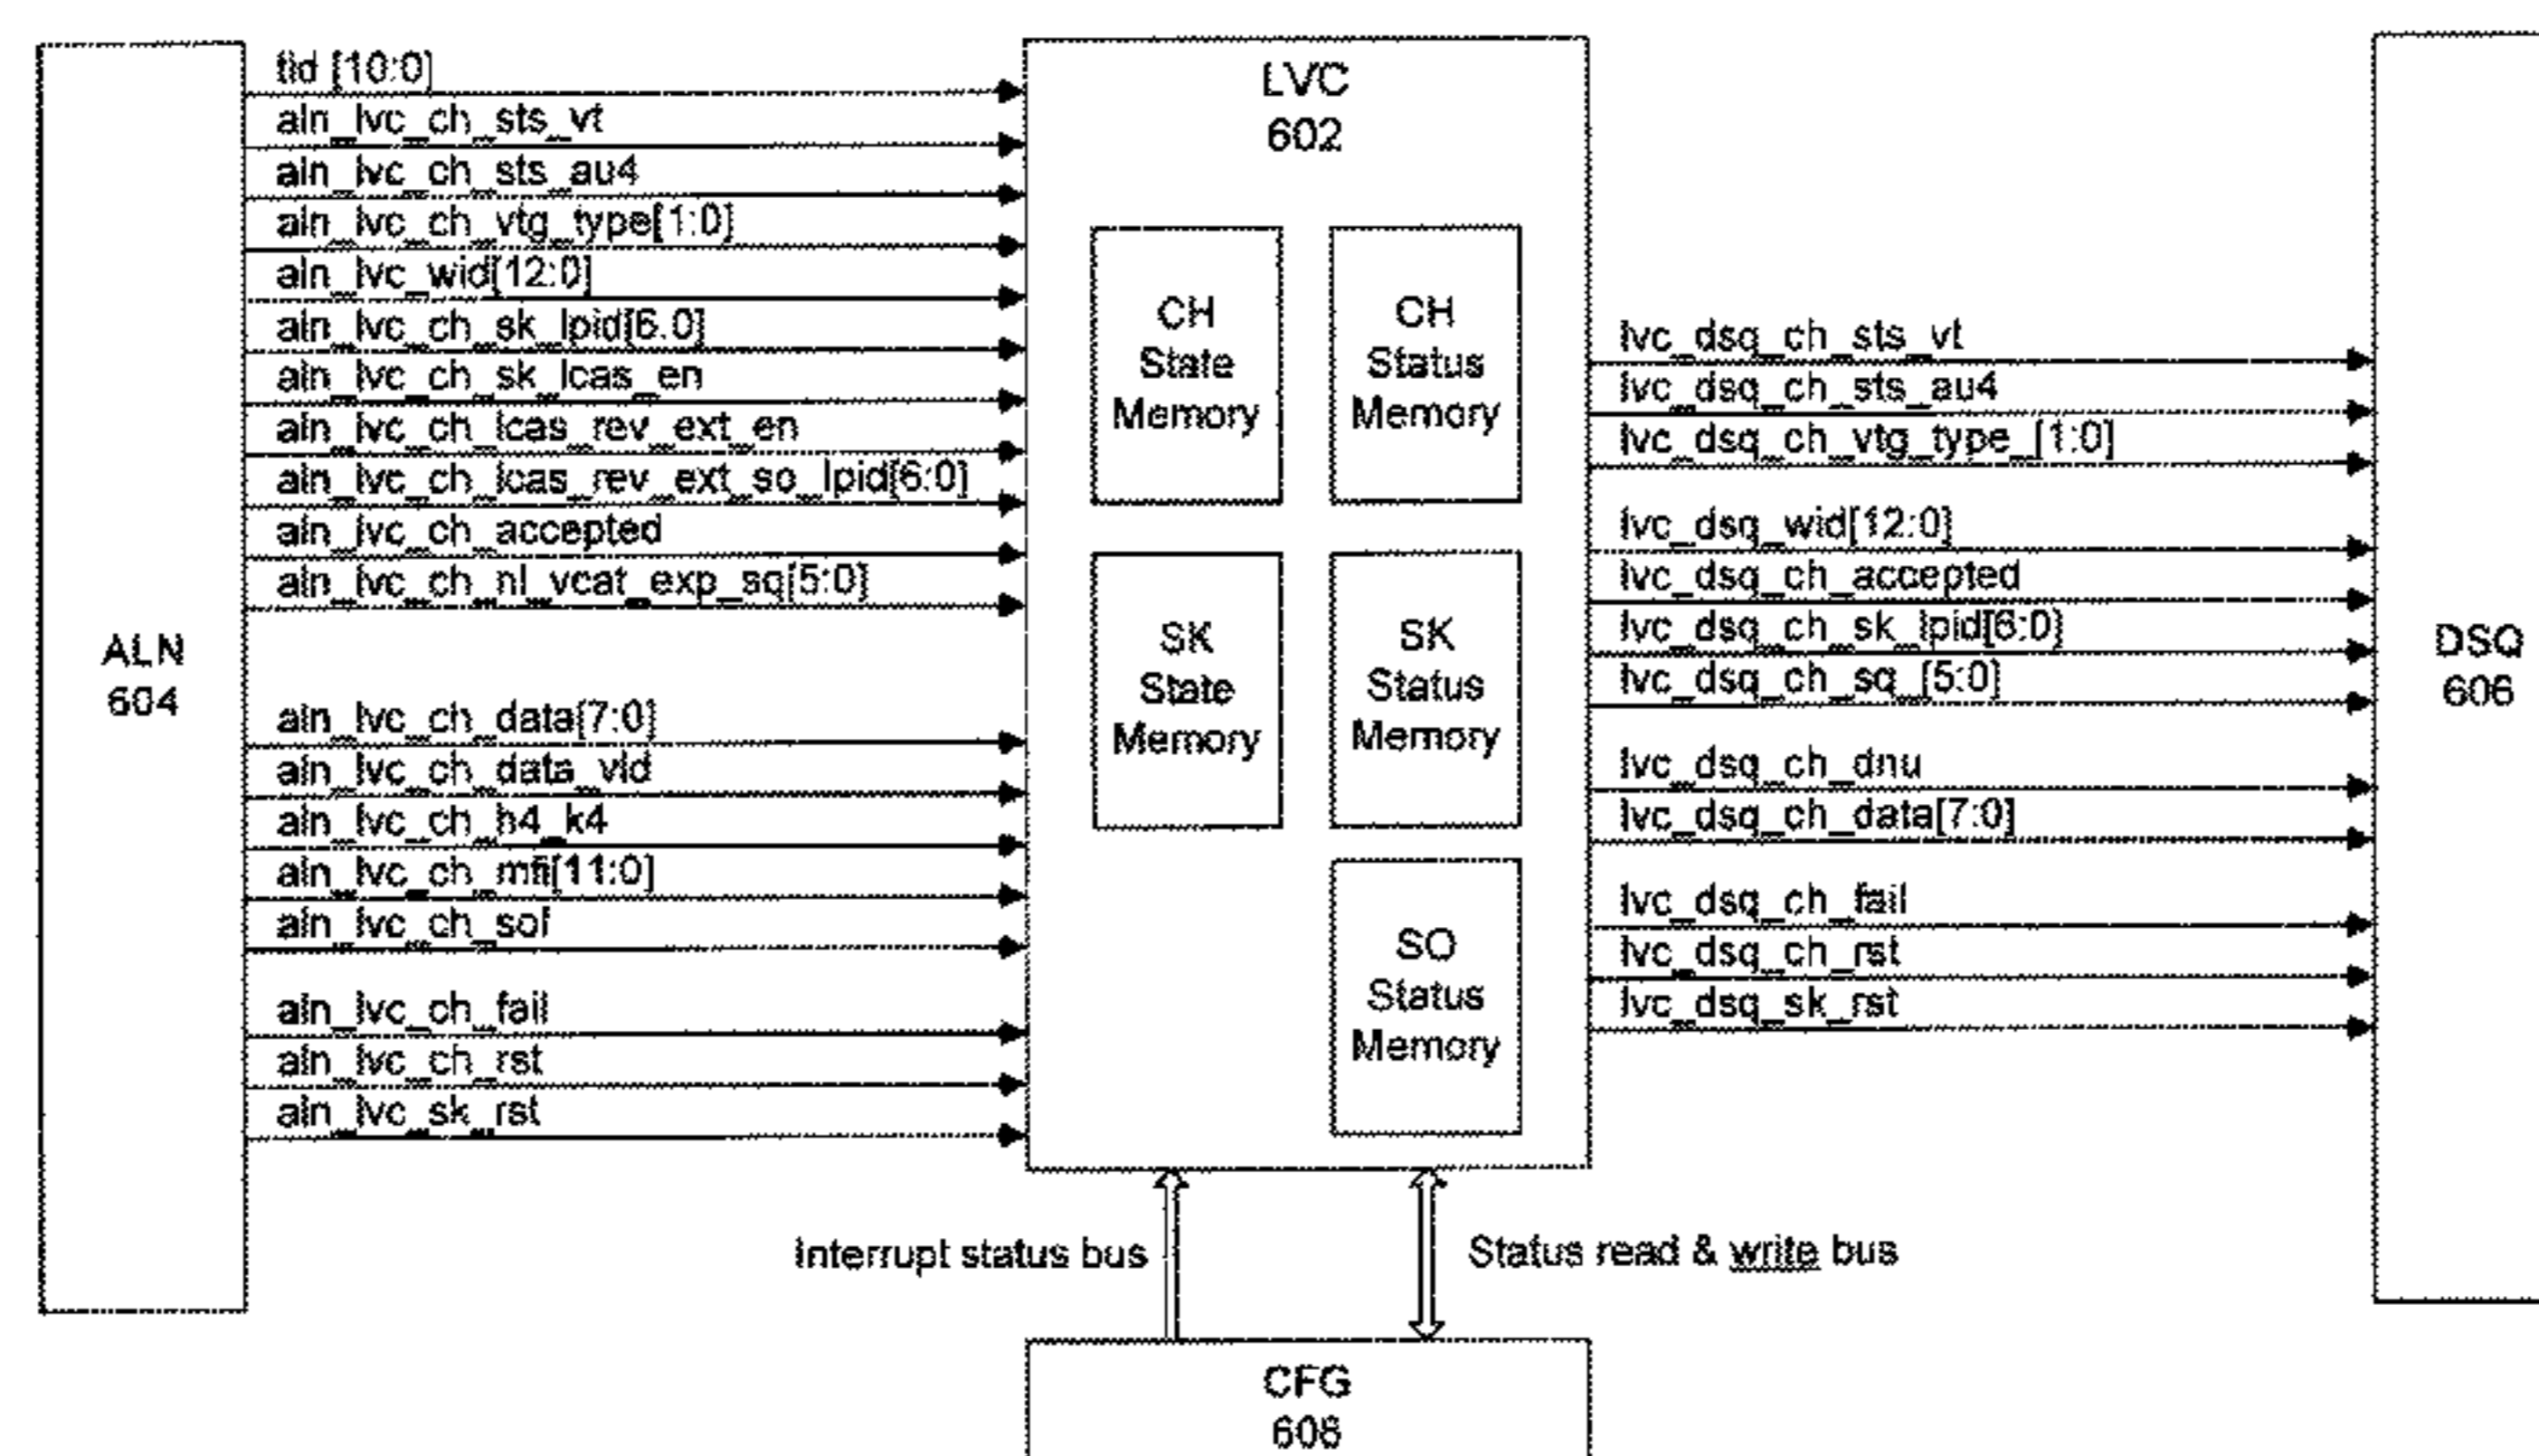 tid [10:0]
aln_lvc_ch_sts_vt
aln_lvc_ch_sts_au4
aln_lvc_ch_vtg_type[1:0]
aln_lvc_wid[12:0]
aln_lvc_ch_sk_lpid[6:0]
aln_lvc_ch_sk_lcas_en
aln_lvc_ch_lcas_rev_ext_en
aln_lvc_ch_lcas_rev_ext_so_lpid[6:0]
aln_lvc_ch_accepted
aln_lvc_ch_nl_vcat_exp_sq[5:0]
ALN
604
aln_lvc_ch_data[7:0]
aln_lvc_ch_data_vld
aln_lvc_ch_h4_k4
aln_lvc_ch_mfi[11:0]
aln_lvc_ch_sof
aln_lvc_ch_fail
aln_lvc_ch_rst
aln_lvc_sk_rst
LVC
602
CH
State
Memory
CH
Status
Memory
SK
State
Memory
SK
Status
Memory
SO
Status
Memory
lvc_dsq_ch_sts_vt
lvc_dsq_ch_sts_au4
lvc_dsq_ch_vtg_type_[1:0]
lvc_dsq_wid[12:0]
lvc_dsq_ch_accepted
lvc_dsq_ch_sk_lpid[6:0]
lvc_dsq_ch_sq_[5:0]
lvc_dsq_ch_dnu
lvc_dsq_ch_data[7:0]
lvc_dsq_ch_fail
lvc_dsq_ch_rst
lvc_dsq_sk_rst
DSQ
606
Interrupt status bus
Status read & write bus
CFG
608